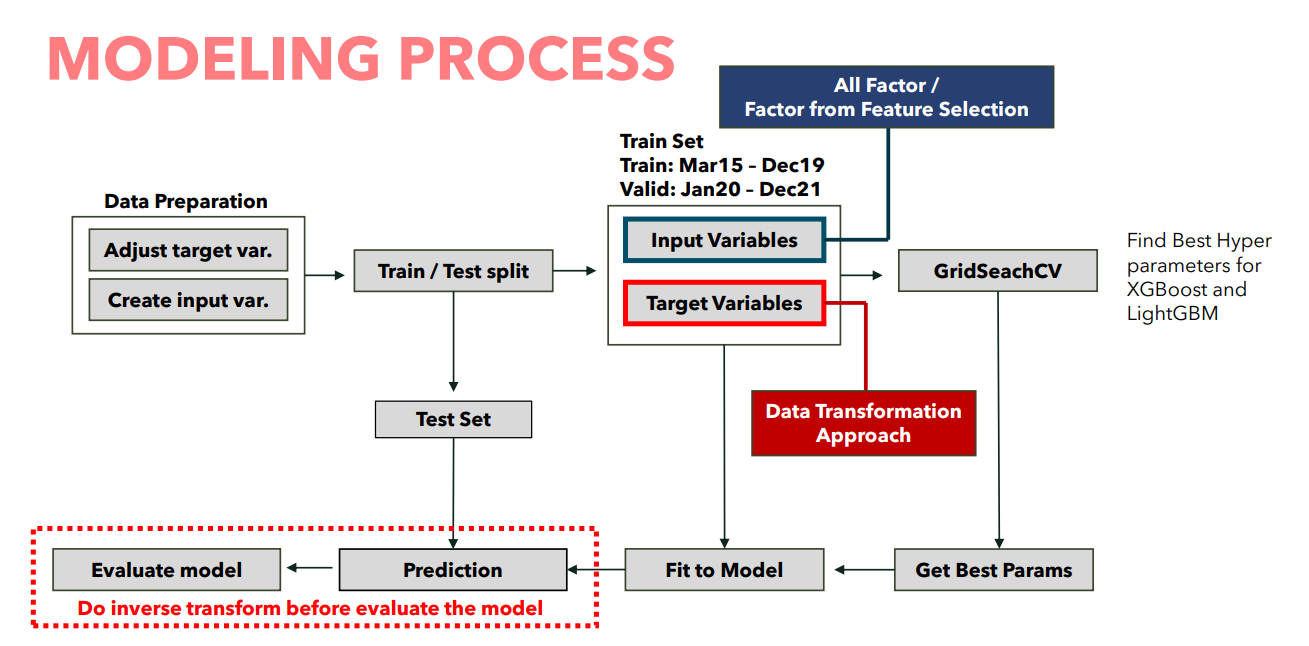 MODELING PROCESS
All Factor /
Factor from Feature Selection
Train Set
Train: Mar15 – Dec19
Valid: Jan20 – Dec21
Data Preparation
Adjust target var.
Create input var.
Train / Test split
Input Variables
Target Variables
GridSeachCV
Find Best Hyper
parameters for
XGBoost and
LightGBM
Test Set
Data Transformation
Approach
Evaluate model
Prediction
Fit to Model
Get Best Params
Do inverse transform before evaluate the model